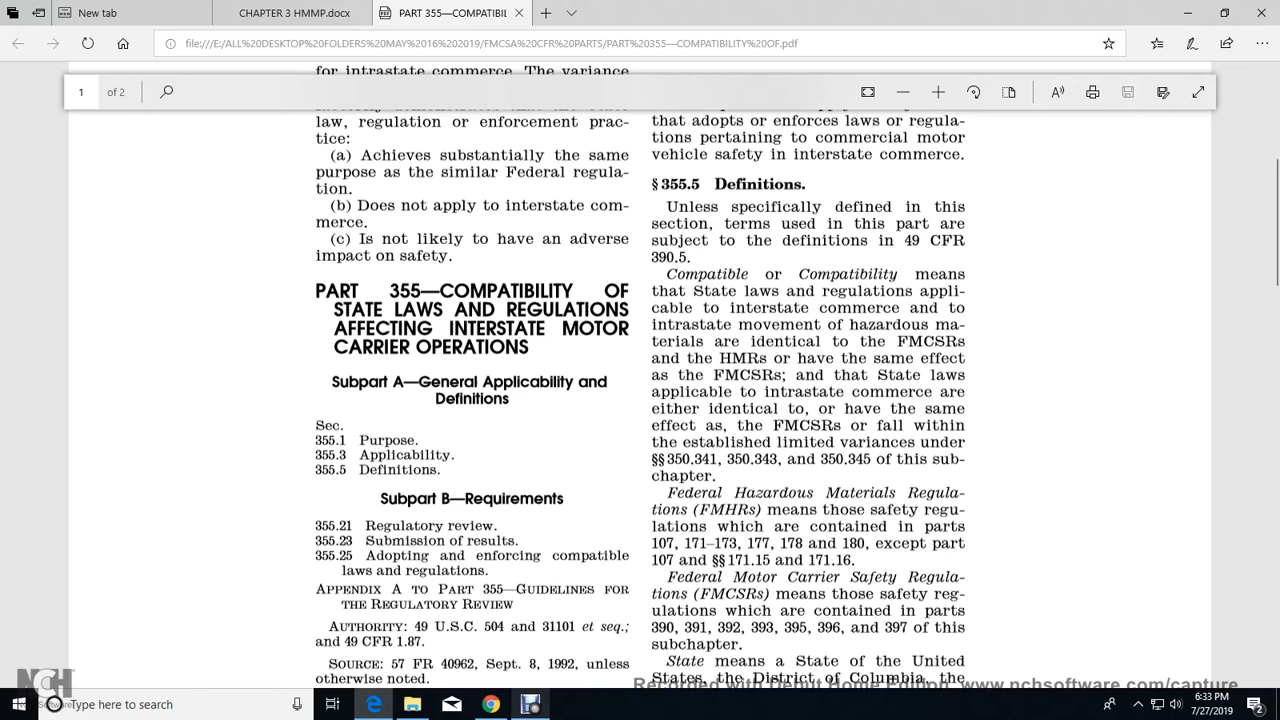 New tab
CHAPTER 3 HMMP.docx
PART 355—COMPATIBIL
file:///E:/ALL%20DESKTOP%20FOLDERS%20MAY%2016%202019/FMCSA%20CFR%20PARTS/PART%20355—COMPATIBILITY%20OF.pdf
1 of 2
for intrastate commerce. The variance
law, regulation or enforcement prac-
tice:
(a) Achieves substantially the same
purpose as the similar Federal regula-
tion.
(b) Does not apply to interstate com-
merce.
(c) Is not likely to have an adverse
impact on safety.
PART 355—COMPATIBILITY OF
STATE LAWS AND REGULATIONS
AFFECTING INTERSTATE MOTOR
CARRIER OPERATIONS
Subpart A—General Applicability and
Definitions
Sec.
355.1 Purpose.
355.3 Applicability.
355.5 Definitions.
Subpart B—Requirements
355.21 Regulatory review.
355.23 Submission of results.
355.25 Adopting and enforcing compatible
laws and regulations.
APPENDIX A TO PART 355—GUIDELINES FOR
THE REGULATORY REVIEW
AUTHORITY: 49 U.S.C. 504 and 31101 et seq.;
and 49 CFR 1.87.
SOURCE: 57 FR 40962, Sept. 8, 1992, unless
otherwise noted.
that adopts or enforces laws or regula-
tions pertaining to commercial motor
vehicle safety in interstate commerce.
§ 355.5 Definitions.
Unless specifically defined in this
section, terms used in this part are
subject to the definitions in 49 CFR
390.5.
Compatible or Compatibility means
that State laws and regulations appli-
cable to interstate commerce and to
intrastate movement of hazardous ma-
terials are identical to the FMCSRs
and the HMRs or have the same effect
as the FMCSRs; and that State laws
applicable to intrastate commerce are
either identical to, or have the same
effect as, the FMCSRs or fall within
the established limited variances under
§§ 350.341, 350.343, and 350.345 of this sub-
chapter.
Federal Hazardous Materials Regula-
tions (FMHRs) means those safety regu-
lations which are contained in parts
107, 171–173, 177, 178 and 180, except part
107 and §§ 171.15 and 171.16.
Federal Motor Carrier Safety Regula-
tions (FMCSRs) means those safety reg-
ulations which are contained in parts
390, 391, 392, 393, 395, 396, and 397 of this
subchapter.
State means a State of the United
States, the District of Columbia, the
Recorded with Debut Home Edition. www.nchsoftware.com/capture
NCH
Software
Type here to search
6:33 PM
7/27/2019
2